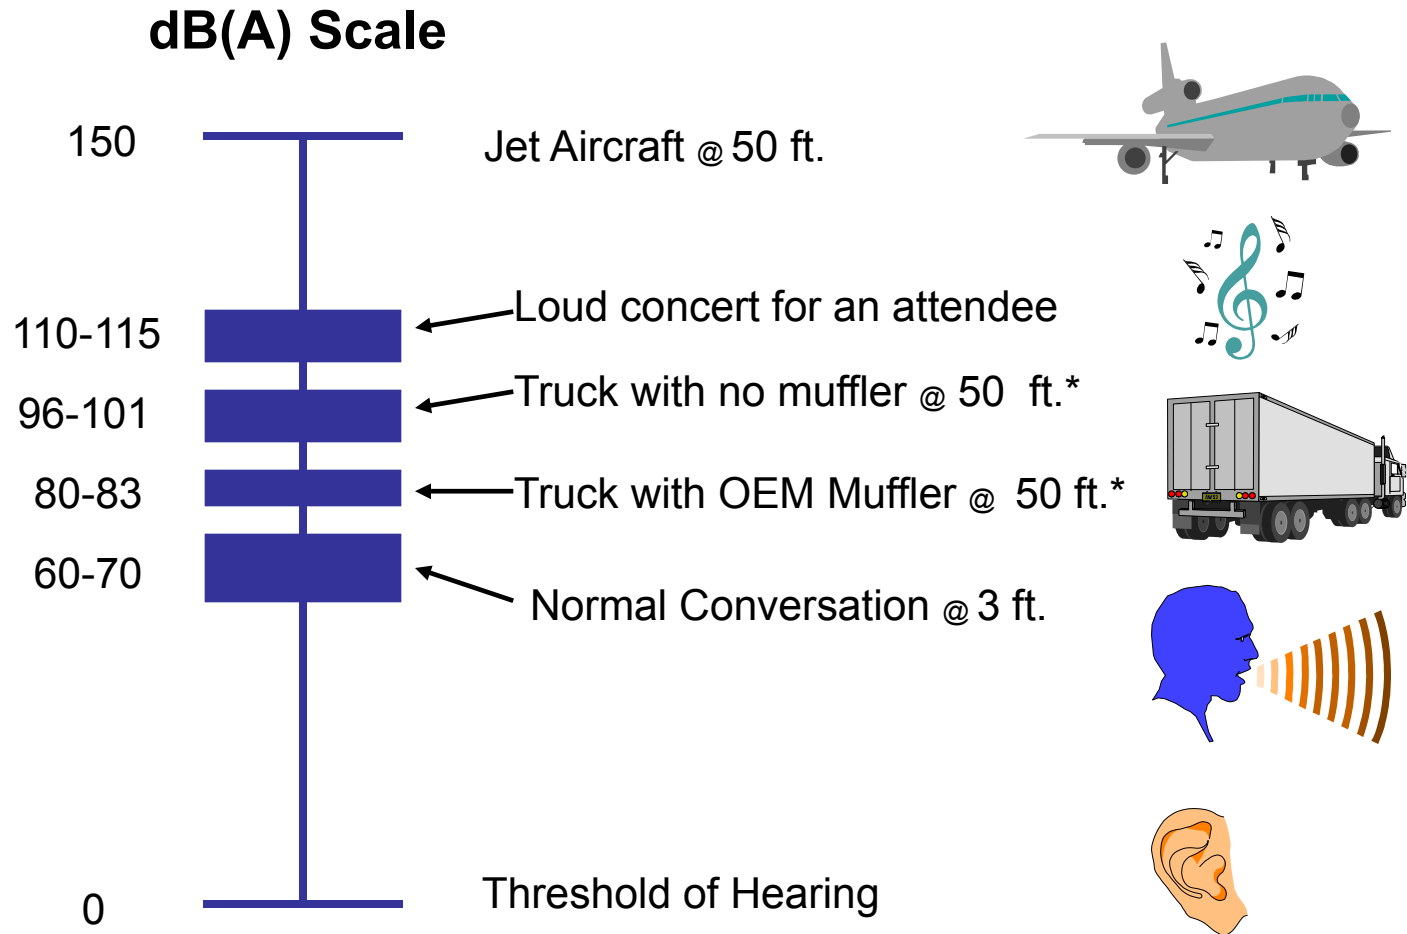 dB(A) Scale
150 Jet Aircraft @ 50 ft.
110-115 Loud concert for an attendee
96-101 Truck with no muffler @ 50 ft.*
80-83 Truck with OEM Muffler @ 50 ft.*
60-70 Normal Conversation @ 3 ft.
0 Threshold of Hearing